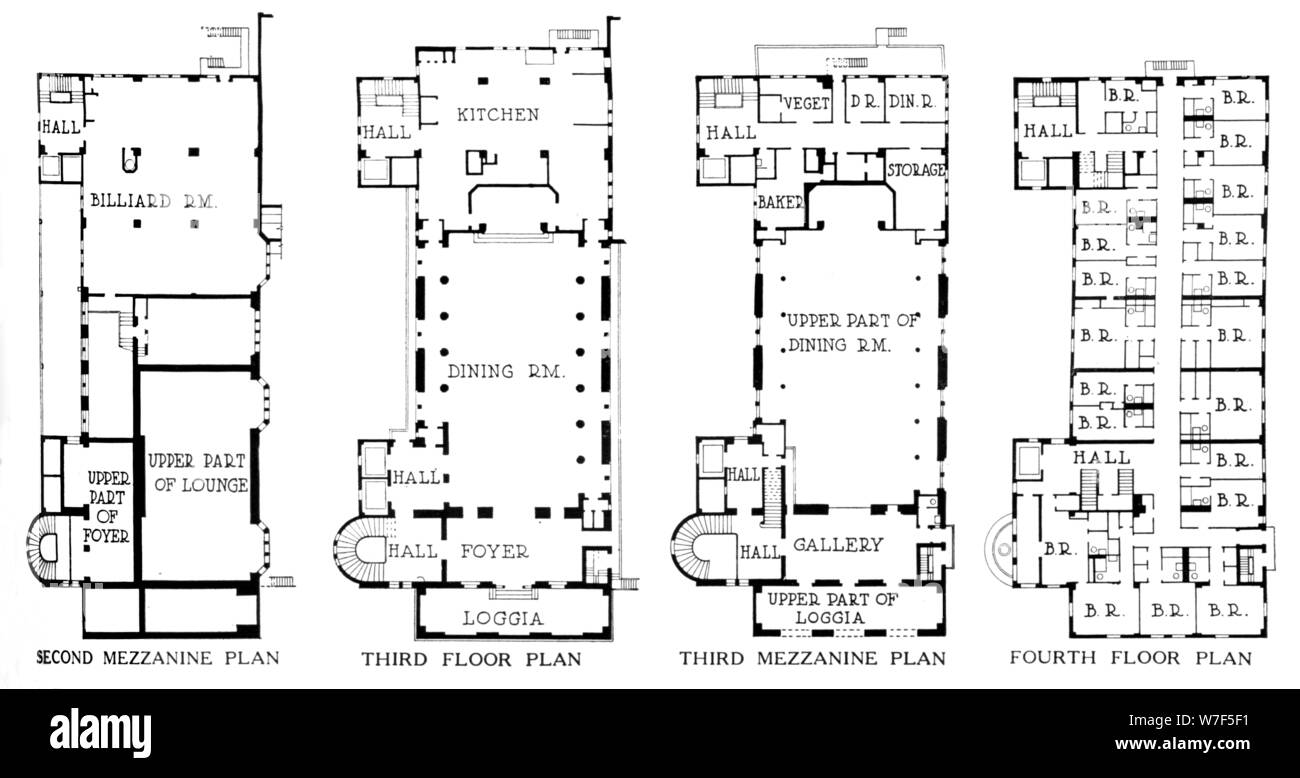 HALL
BILLIARD RM.
UPPER
PART
OF
FOYER
UPPER PART
OF LOUNGE
SECOND MEZZANINE PLAN
KITCHEN
HALL
DINING RM.
HALL
HALL
FOYER
LOGGIA
THIRD FLOOR PLAN
VEGET
D R.
DIN. R.
HALL
STORAGE
BAKER
UPPER PART OF
DINING RM.
HALL
HALL
GALLERY
UPPER PART OF
LOGGIA
THIRD MEZZANINE PLAN
B.R.
B.R.
HALL
B.R.
B.R.
B.R.
B.R.
B.R.
B.R.
B.R.
B.R.
B.R.
B.R.
B.R.
B.R.
HALL
B.R.
B.R.
B.R.
B.R.
B.R.
B.R.
FOURTH FLOOR PLAN
alamy
Image ID: W7F5F1
www.alamy.com